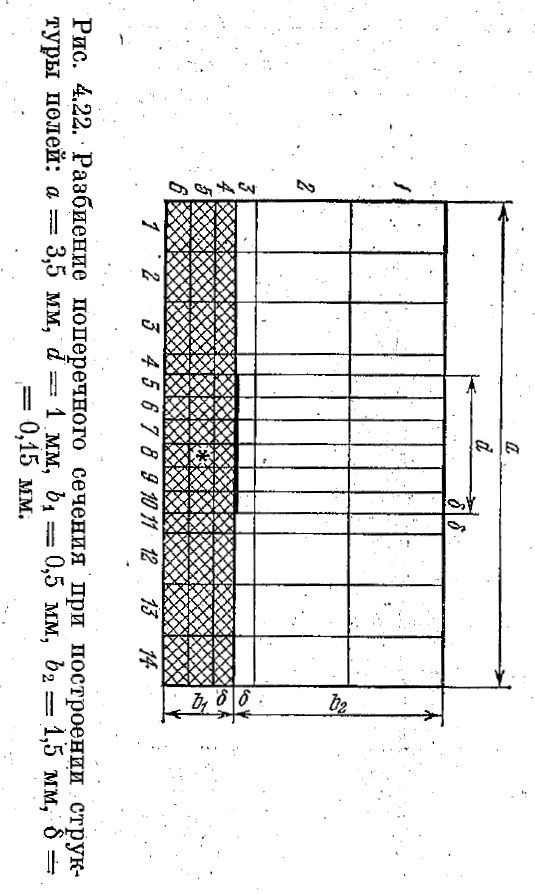 a
d
δ δ
1
2
3
4
5
6
b₂
δ
δ
b₁
*
1 2 3 4 5 6 7 8 9 10 11 12 13 14
Рис. 4.22. Разбиение поперечного сечения при построении струк-
туры полей: a = 3,5 мм, d = 1 мм, b₁ = 0,5 мм, b₂ = 1,5 мм, δ =
= 0,15 мм.